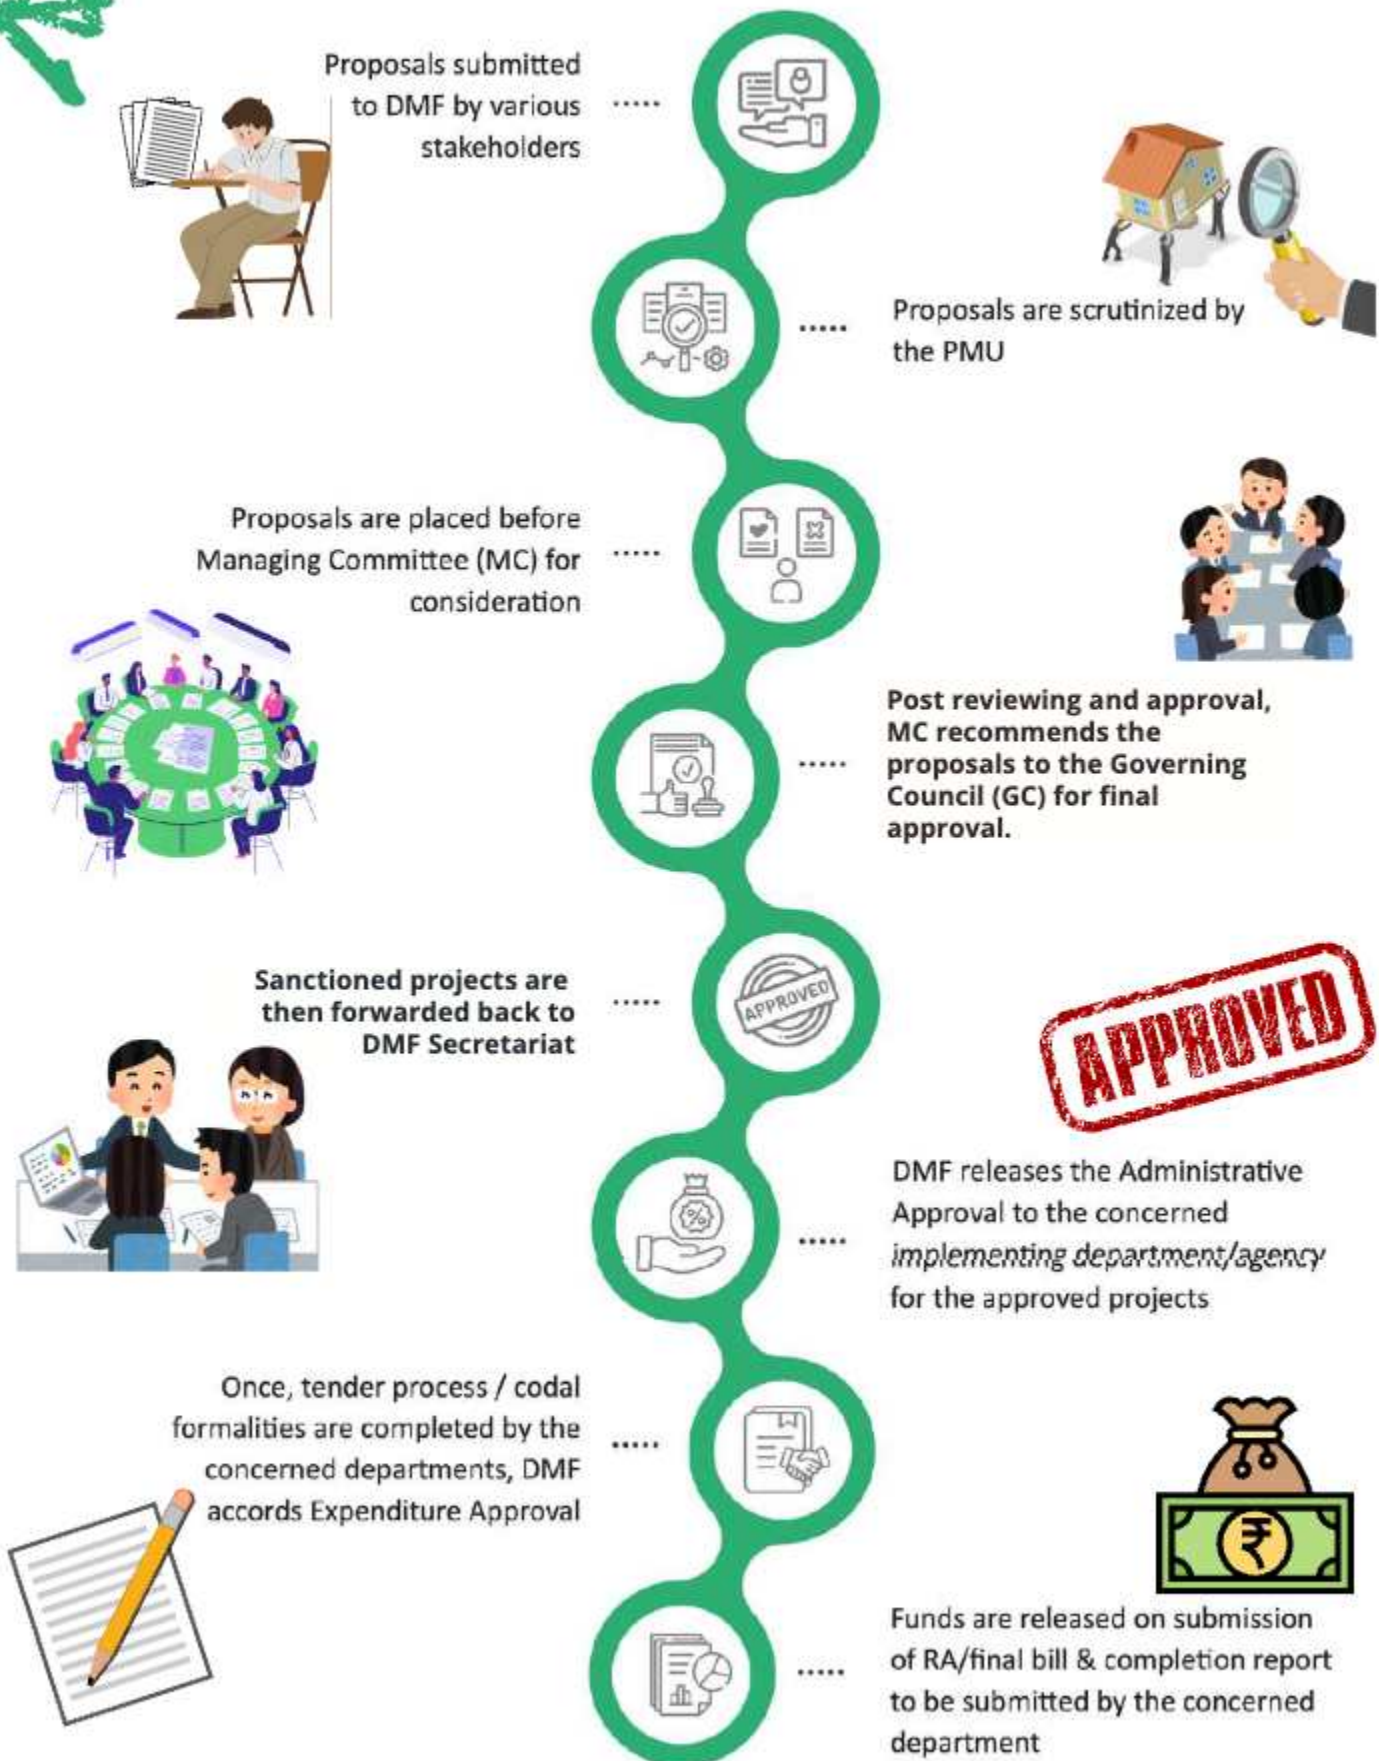 Proposals submitted
to DMF by various
stakeholders
Proposals are scrutinized by
the PMU
Proposals are placed before
Managing Committee (MC) for
consideration
Post reviewing and approval,
MC recommends the
proposals to the Governing
Council (GC) for final
approval.
Sanctioned projects are
then forwarded back to
DMF Secretariat
APPROVED
APPROVED
DMF releases the Administrative
Approval to the concerned
implementing department/agency
for the approved projects
Once, tender process / codal
formalities are completed by the
concerned departments, DMF
accords Expenditure Approval
₹
Funds are released on submission
of RA/final bill & completion report
to be submitted by the concerned
department